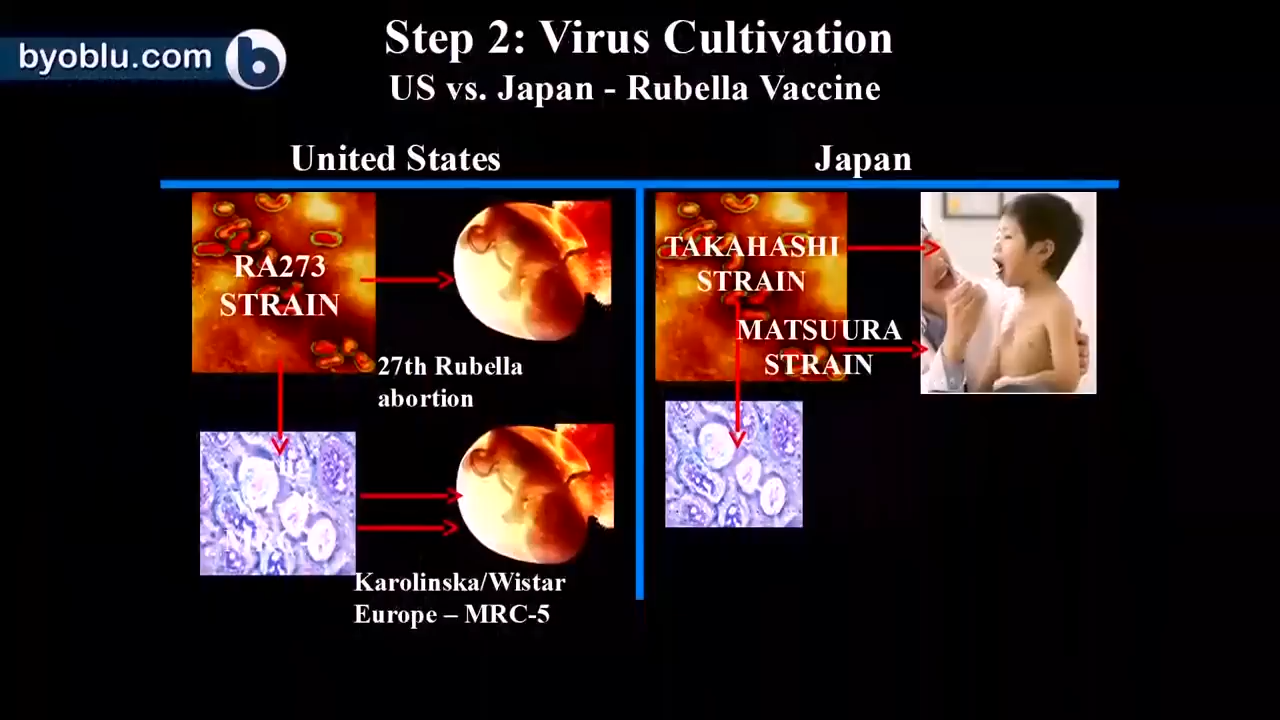 byoblu.com b
Step 2: Virus Cultivation
US vs. Japan - Rubella Vaccine
United States
Japan
RA273
STRAIN
27th Rubella
abortion
Karolinska/Wistar
Europe – MRC-5
TAKAHASHI
STRAIN
MATSUURA
STRAIN